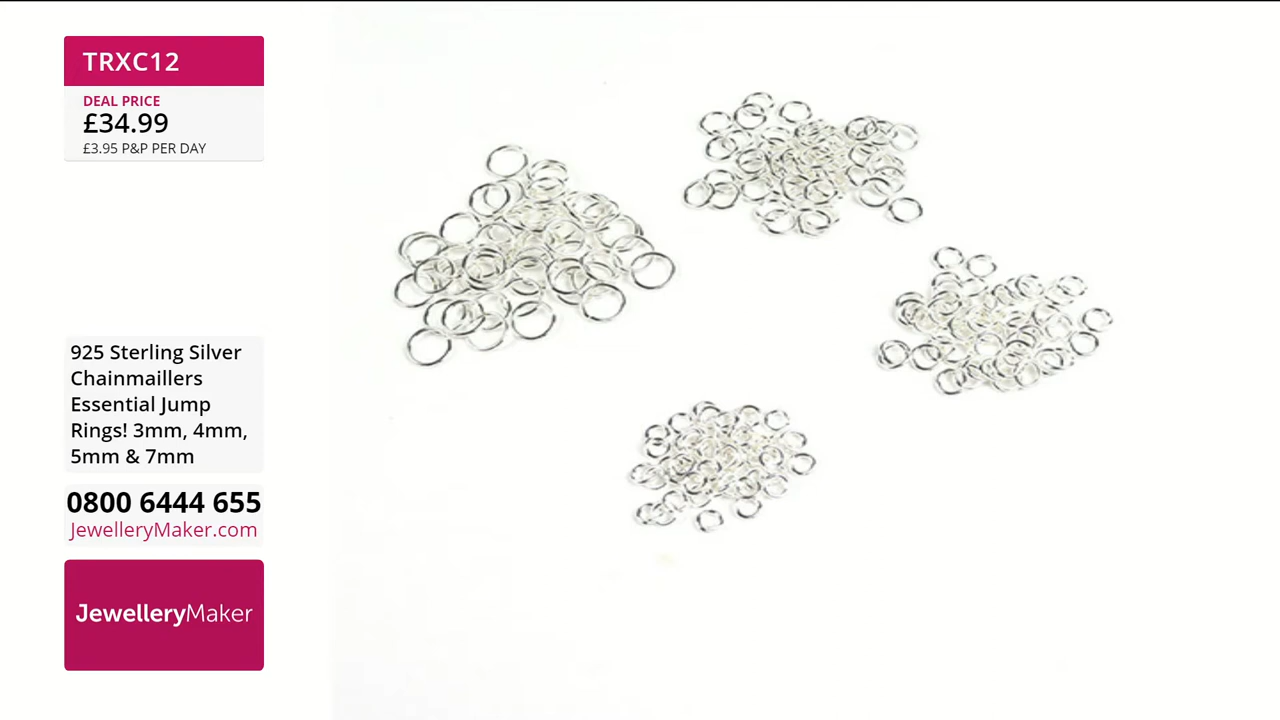 TRXC12
DEAL PRICE
£34.99
£3.95 P&P PER DAY
925 Sterling Silver
Chainmaillers
Essential Jump
Rings! 3mm, 4mm,
5mm & 7mm
0800 6444 655
JewelleryMaker.com
JewelleryMaker